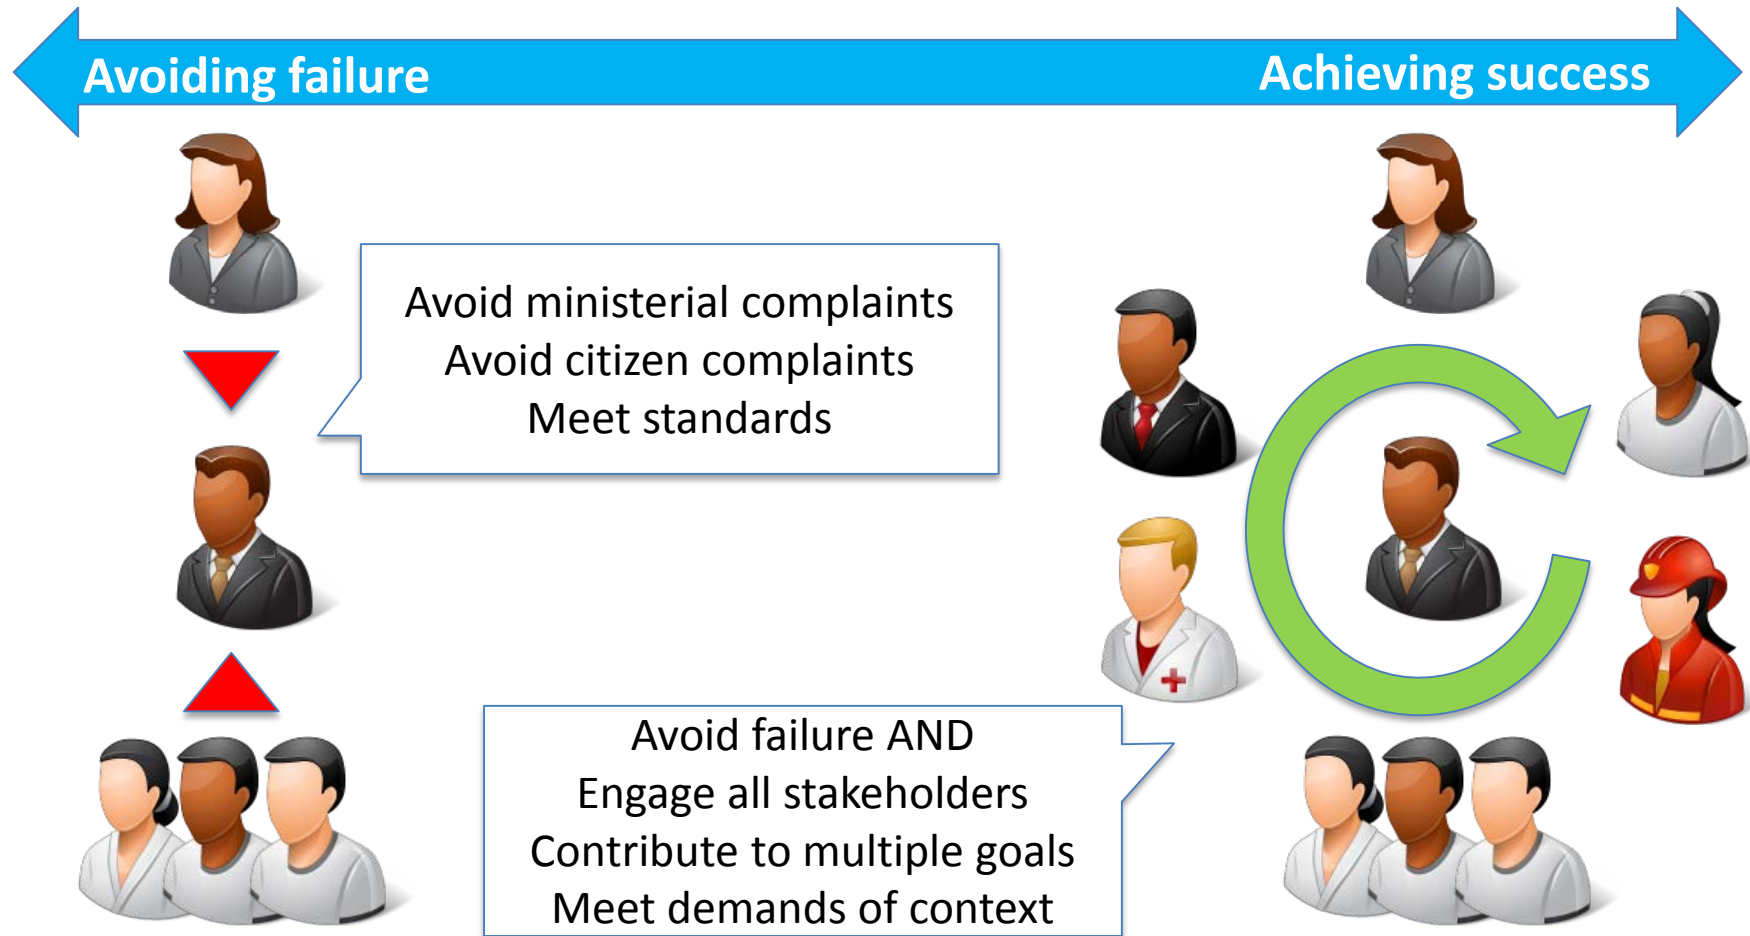 Avoiding failure
Achieving success
Avoid ministerial complaints
Avoid citizen complaints
Meet standards
Avoid failure AND
Engage all stakeholders
Contribute to multiple goals
Meet demands of context